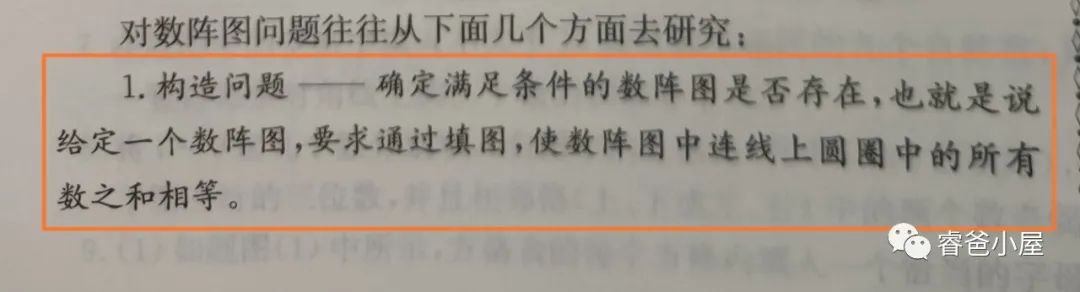 对数阵图问题往往从下面几个方面去研究：
1. 构造问题 —— 确定满足条件的数阵图是否存在，也就是说
给定一个数阵图，要求通过填图，使数阵图中连线上圆圈中的所有
数之和相等。
睿爸小屋